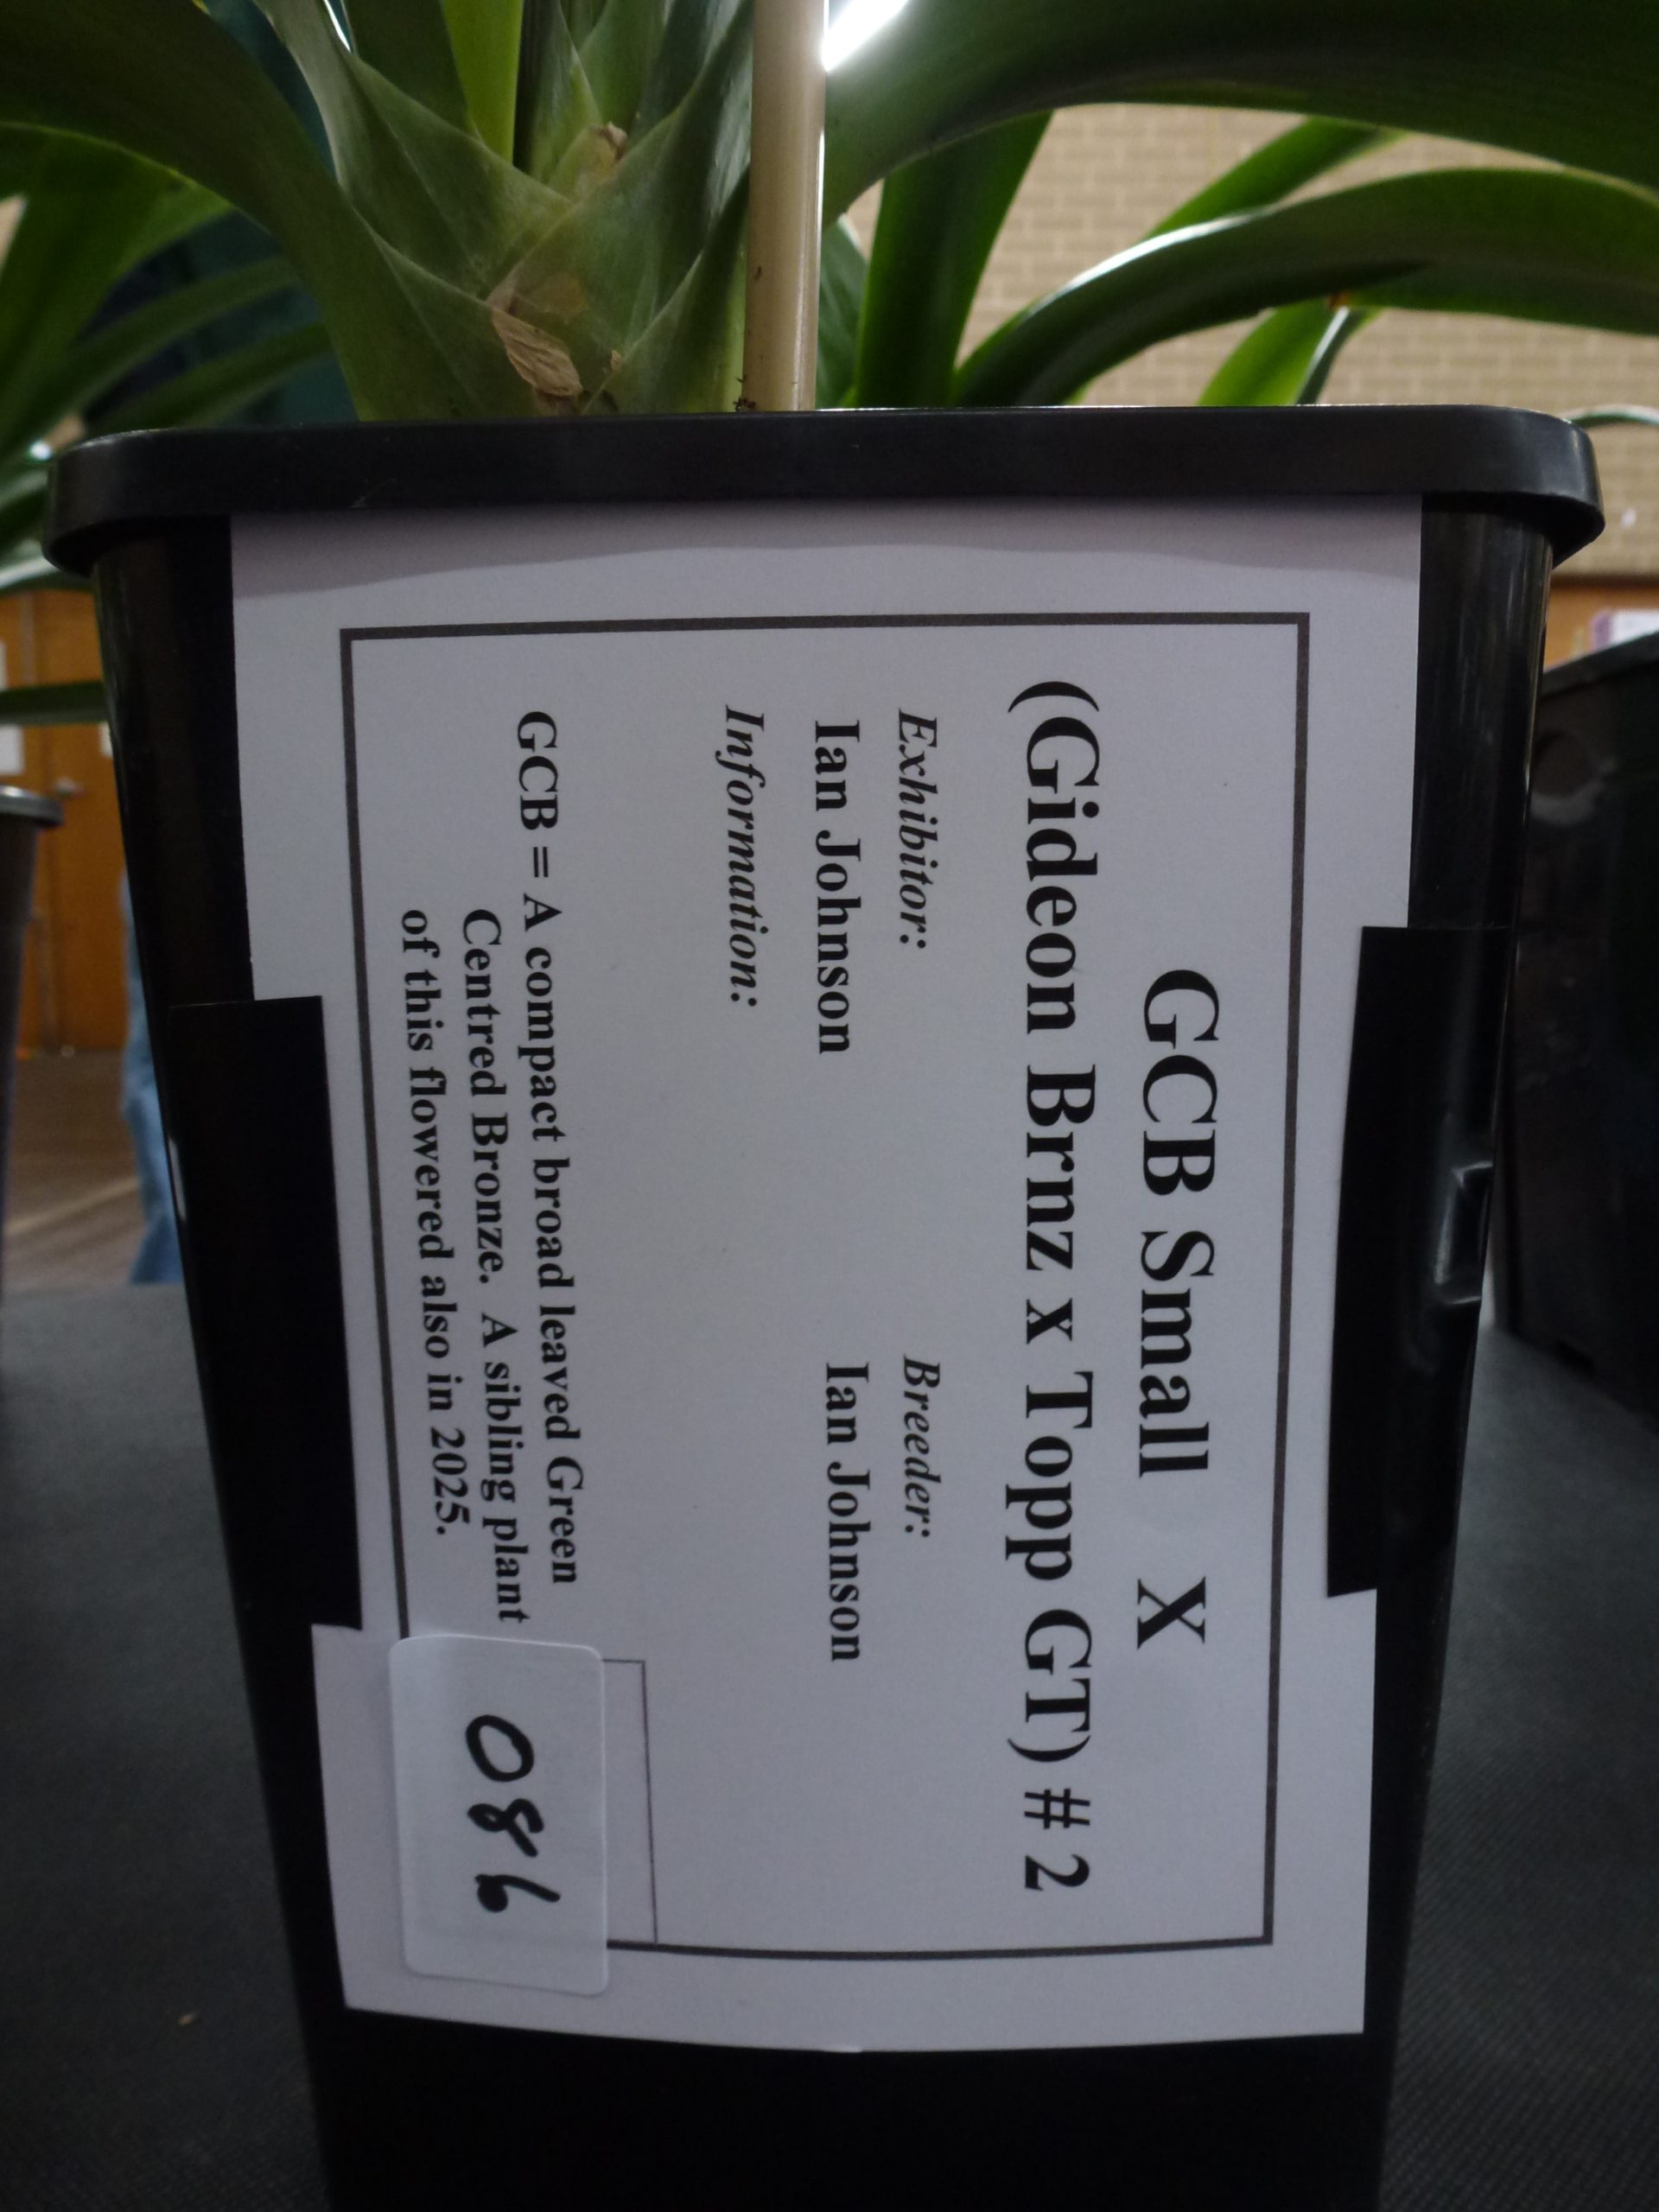 GCB Small X
(Gideon Brnz x Topp GT) # 2
Exhibitor: Breeder:
Ian Johnson Ian Johnson
Information:
GCB = A compact broad leaved Green
Centred Bronze. A sibling plant
of this flowered also in 2025.
086